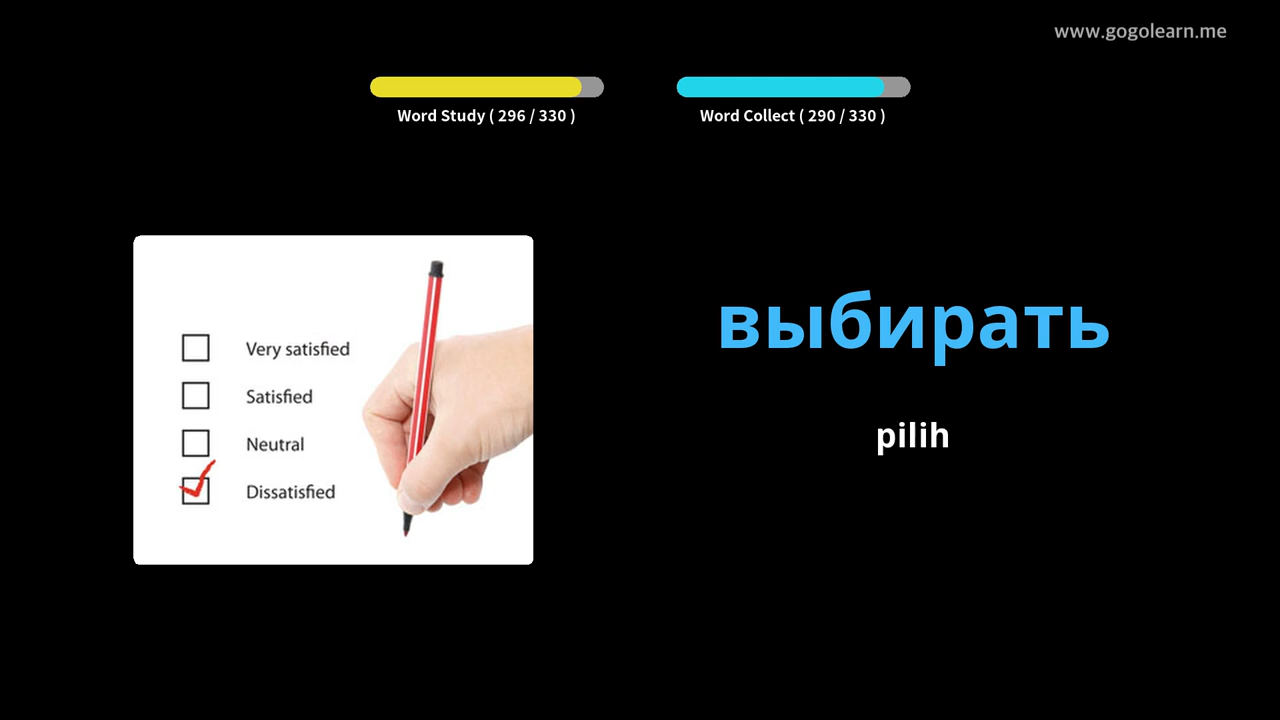 www.gogolearn.me
Word Study ( 296 / 330 )
Word Collect ( 290 / 330 )
Very satisfied
Satisfied
Neutral
Dissatisfied
выбирать
pilih